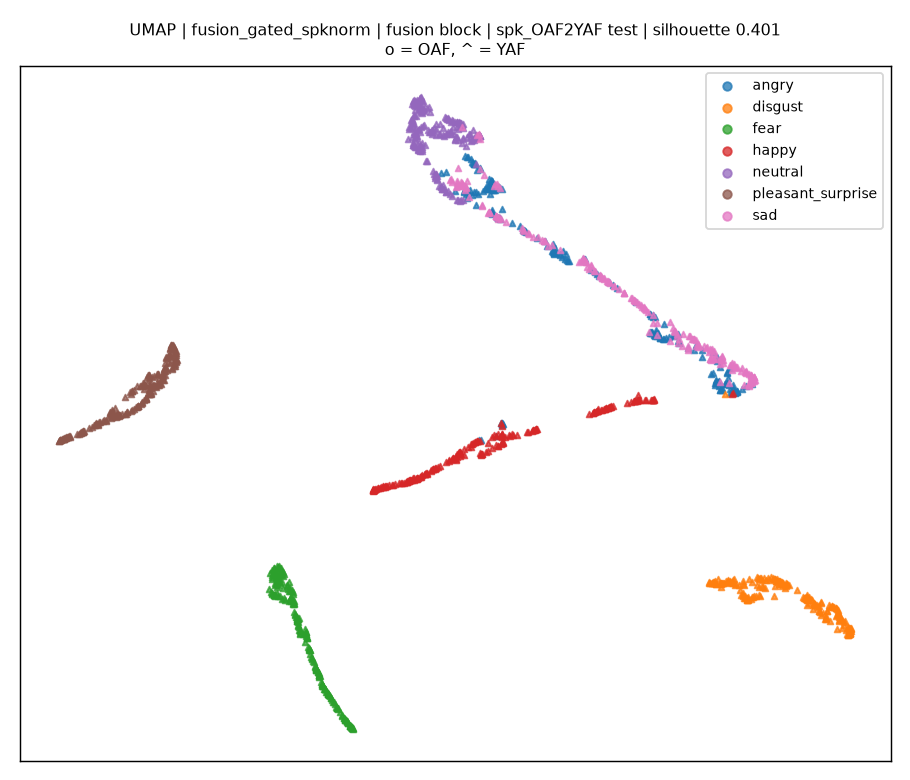 UMAP | fusion_gated_spknorm | fusion block | spk_OAF2YAF test | silhouette 0.401
o = OAF, ^ = YAF
angry
disgust
fear
happy
neutral
pleasant_surprise
sad